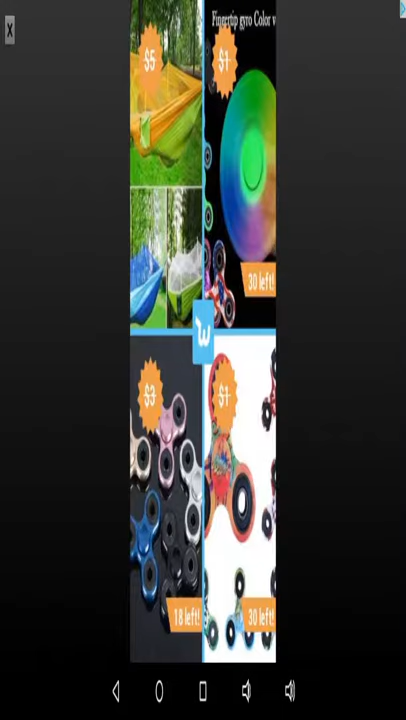 X
$5
Fingertip gyro Color v
$1
30 left!
w
$3
$1
18 left!
30 left!